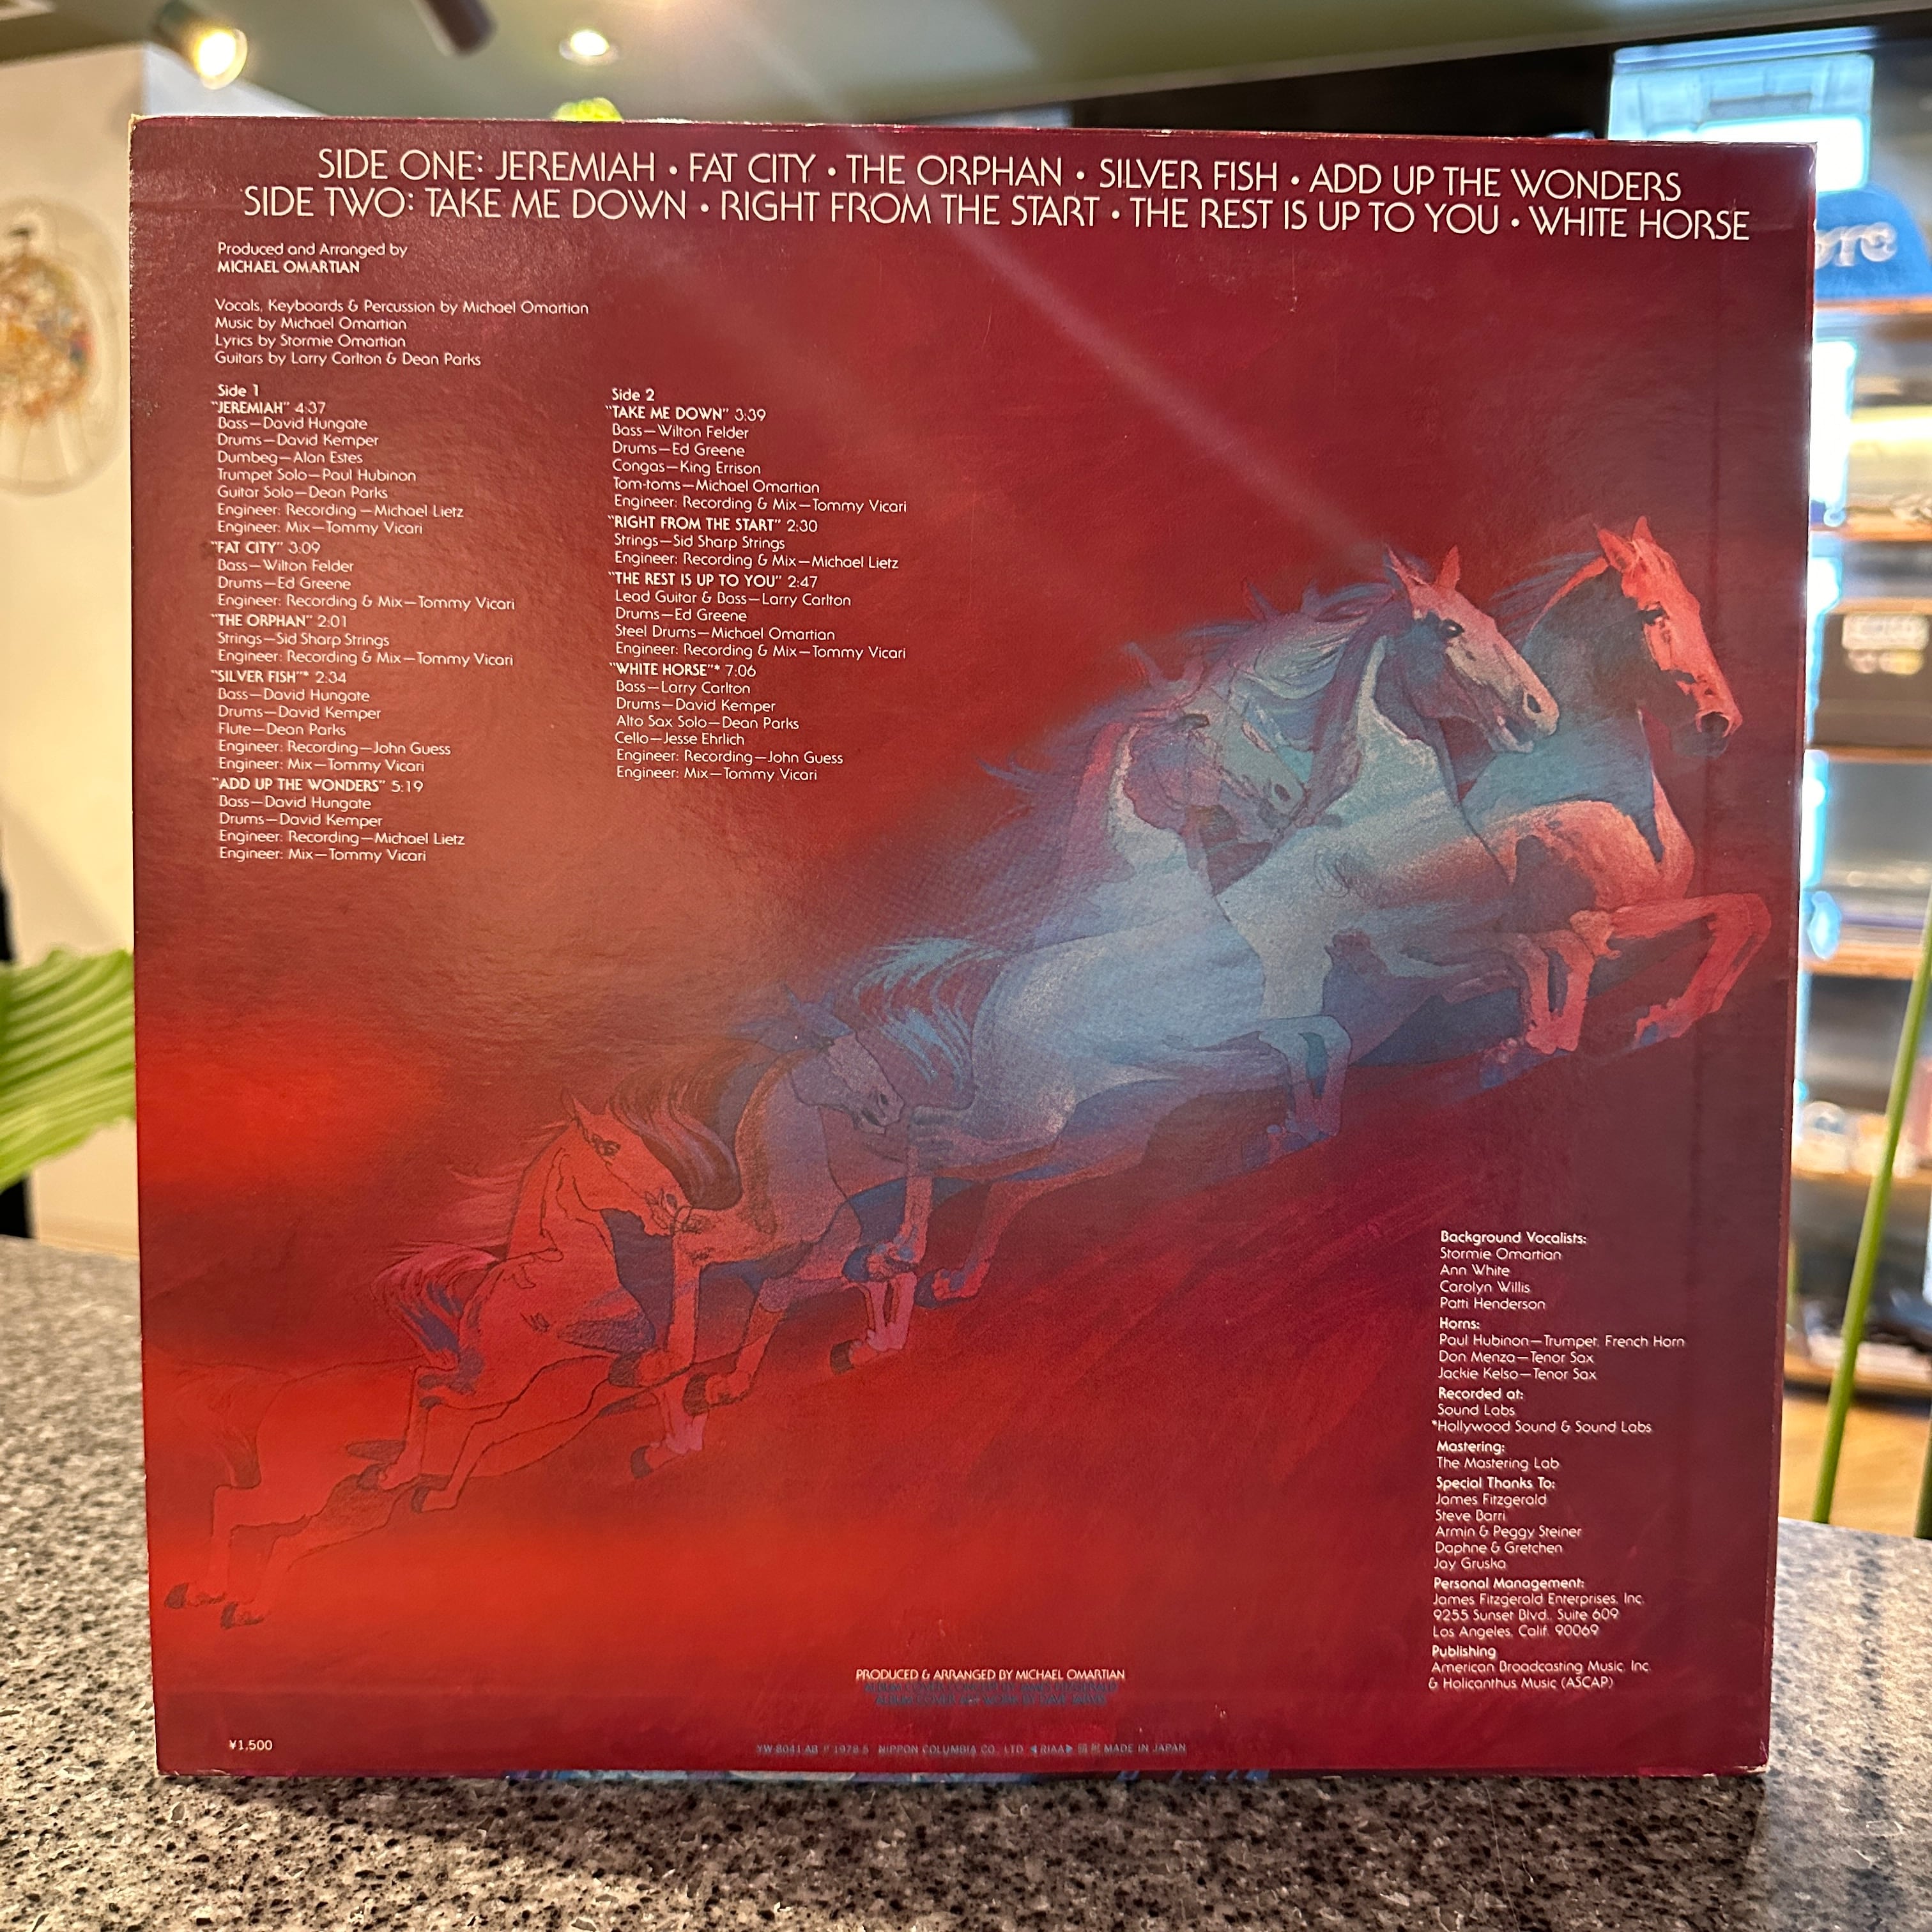 SIDE ONE: JEREMIAH • FAT CITY • THE ORPHAN • SILVER FISH • ADD UP THE WONDERS
SIDE TWO: TAKE ME DOWN • RIGHT FROM THE START • THE REST IS UP TO YOU • WHITE HORSE
Produced and Arranged by
MICHAEL OMARTIAN
Vocals, Keyboards & Percussion by Michael Omartian
Music by Michael Omartian
Lyrics by Stormie Omartian
Guitars by Larry Carlton & Dean Parks
Side 1
"JEREMIAH" 4:37
Bass—David Hungate
Drums—David Kemper
Dumbeg—Alan Estes
Trumpet Solo—Paul Hubinon
Guitar Solo—Dean Parks
Engineer: Recording—Michael Lietz
Engineer: Mix—Tommy Vicari
"FAT CITY" 3:09
Bass—Wilton Felder
Drums—Ed Greene
Engineer: Recording & Mix—Tommy Vicari
"THE ORPHAN" 2:01
Strings—Sid Sharp Strings
Engineer: Recording & Mix—Tommy Vicari
"SILVER FISH"* 2:34
Bass—David Hungate
Drums—David Kemper
Flute—Dean Parks
Engineer: Recording—John Guess
Engineer: Mix—Tommy Vicari
"ADD UP THE WONDERS" 5:19
Bass—David Hungate
Drums—David Kemper
Engineer: Recording—Michael Lietz
Engineer: Mix—Tommy Vicari
Side 2
"TAKE ME DOWN" 3:39
Bass—Wilton Felder
Drums—Ed Greene
Congas—King Errison
Tom-toms—Michael Omartian
Engineer: Recording & Mix—Tommy Vicari
"RIGHT FROM THE START" 2:30
Strings—Sid Sharp Strings
Engineer: Recording & Mix—Michael Lietz
"THE REST IS UP TO YOU" 2:47
Lead Guitar & Bass—Larry Carlton
Drums—Ed Greene
Steel Drums—Michael Omartian
Engineer: Recording & Mix—Tommy Vicari
"WHITE HORSE"* 7:06
Bass—Larry Carlton
Drums—David Kemper
Alto Sax Solo—Dean Parks
Cello—Jesse Ehrlich
Engineer: Recording—John Guess
Engineer: Mix—Tommy Vicari
Background Vocalists:
Stormie Omartian
Ann White
Carolyn Willis
Patti Henderson
Horns:
Paul Hubinon—Trumpet, French Horn
Don Menza—Tenor Sax
Jackie Kelso—Tenor Sax
Recorded at:
Sound Labs
*Hollywood Sound & Sound Labs
Mastering:
The Mastering Lab
Special Thanks To:
James Fitzgerald
Steve Barri
Armin & Peggy Steiner
Daphne & Gretchen
Jay Gruska
Personal Management:
James Fitzgerald Enterprises, Inc.
9255 Sunset Blvd., Suite 609
Los Angeles, Calif. 90069
Publishing
American Broadcasting Music, Inc.
& Holicanthus Music (ASCAP)
PRODUCED & ARRANGED BY MICHAEL OMARTIAN
ALBUM COVER CONCEPT BY JAMES FITZGERALD
ALBUM COVER ART WORK BY
¥1,500
YW-8041-AB Ⓟ 1978.5 NIPPON COLUMBIA CO., LTD. ◀RIAA▶ MADE IN JAPAN